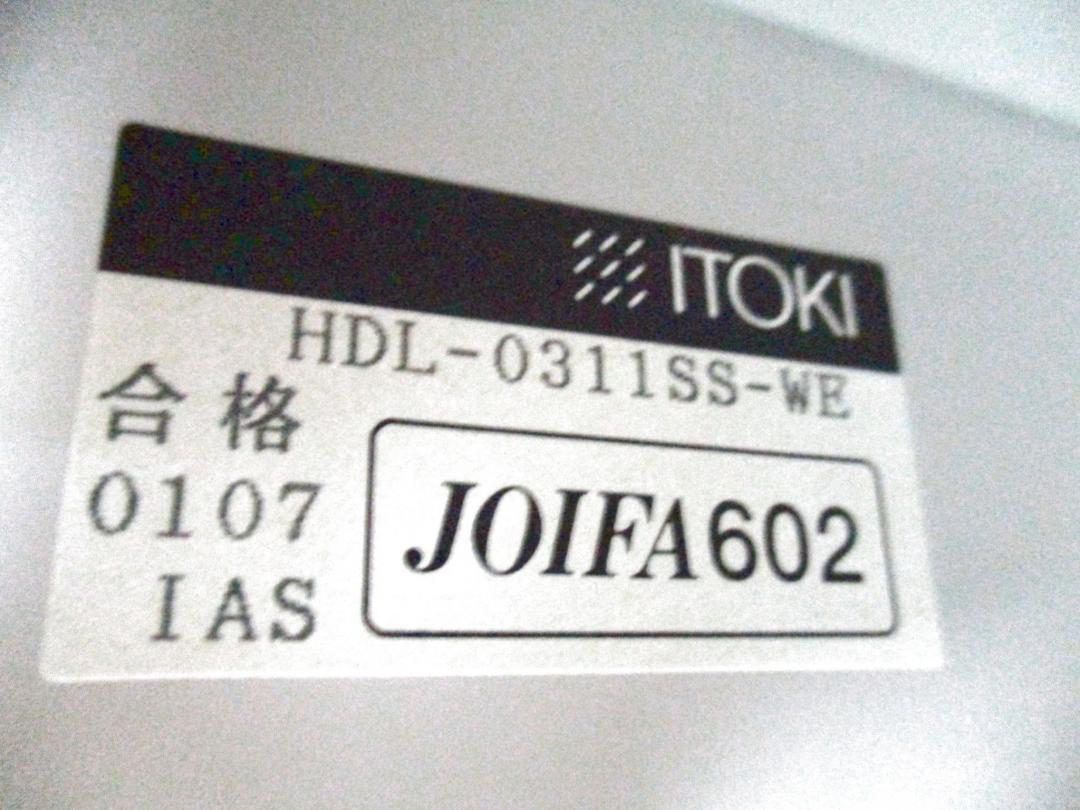 ITOKI
HDL-0311SS-WE
合格
0107
IAS
JOIFA602